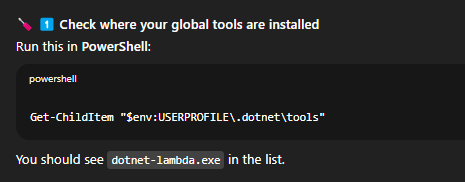 🪛 1️⃣ Check where your global tools are installed
Run this in PowerShell:
powershell
Get-ChildItem "$env:USERPROFILE\.dotnet\tools"
You should see dotnet-lambda.exe in the list.